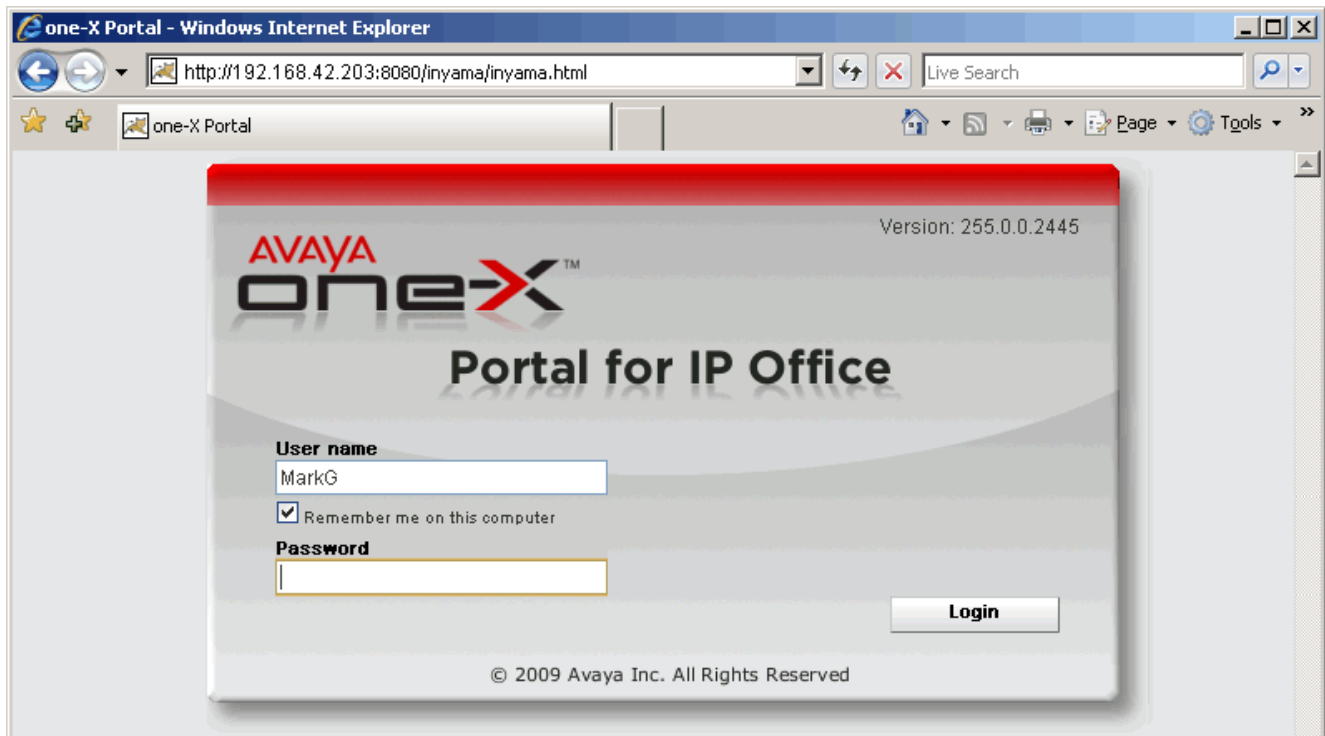 one-X Portal - Windows Internet Explorer
http://192.168.42.203:8080/inyama/inyama.html
Live Search
one-X Portal
Page
Tools
Version: 255.0.0.2445
AVAYA
one-X TM
Portal for IP Office
User name
MarkG
Remember me on this computer
Password
Login
© 2009 Avaya Inc. All Rights Reserved